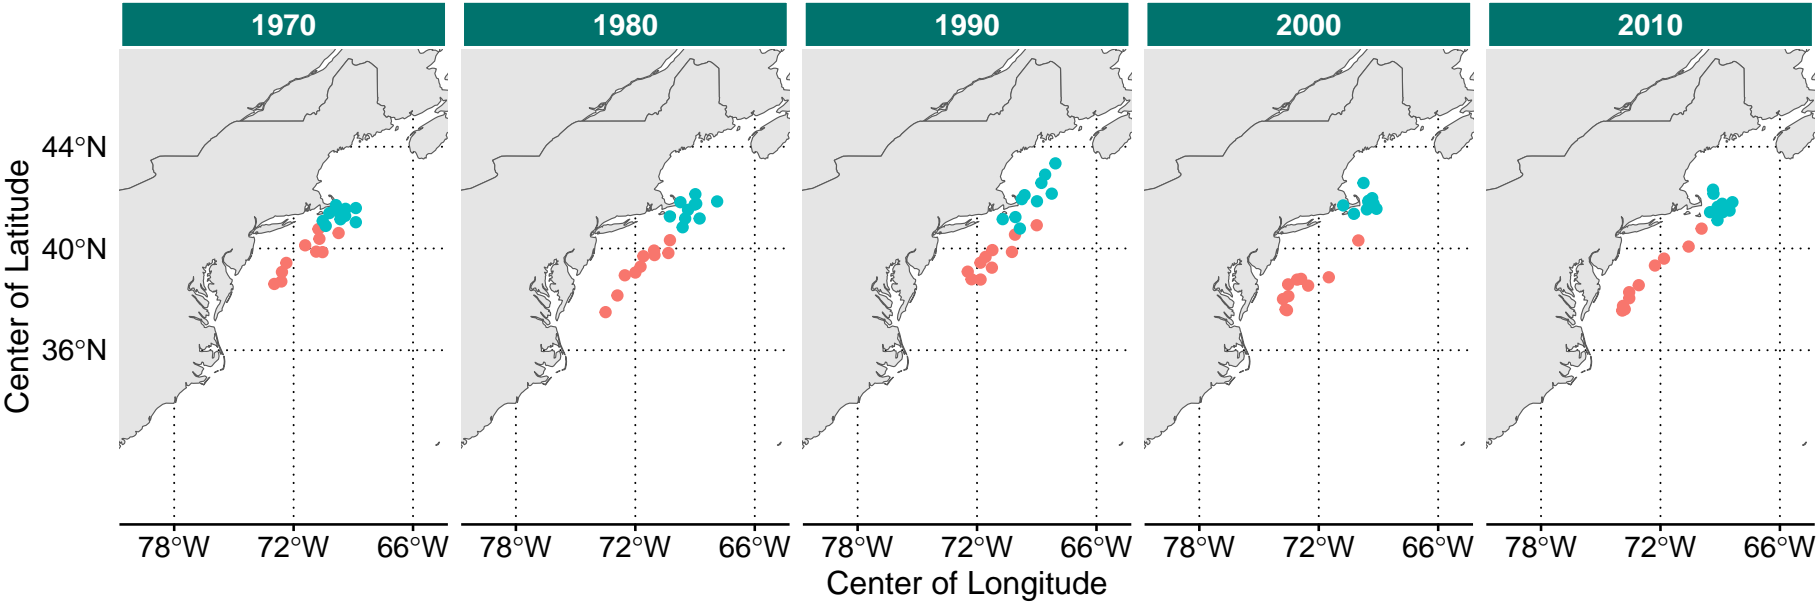 1970 1980 1990 2000 2010
44°N
40°N
36°N
78°W 72°W 66°W 78°W 72°W 66°W 78°W 72°W 66°W 78°W 72°W 66°W 78°W 72°W 66°W
Center of Longitude
Center of Latitude